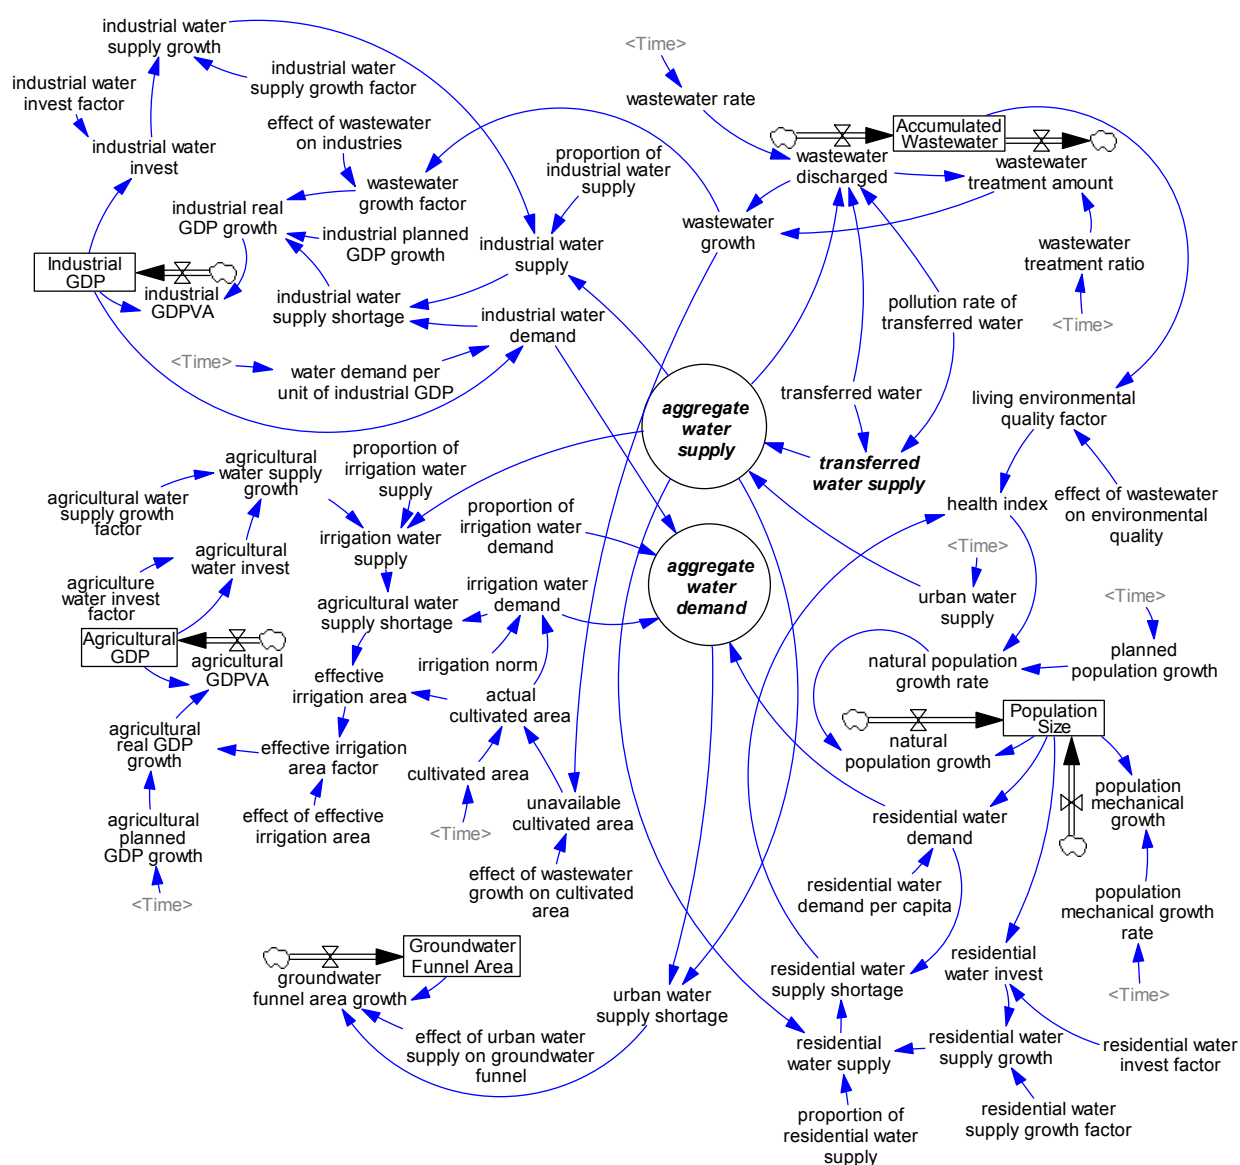 industrial water
supply growth
<Time>
industrial water
supply growth factor
industrial water
invest factor
wastewater rate
effect of wastewater
on industries
industrial water
invest
Accumulated
Wastewater
proportion of
industrial water
supply
wastewater
discharged
wastewater
treatment amount
wastewater
growth factor
industrial real
GDP growth
industrial planned
GDP growth
industrial water
supply
wastewater
growth
wastewater
treatment ratio
Industrial
GDP
industrial
GDPVA
industrial water
supply shortage
industrial water
demand
pollution rate of
transferred water
<Time>
<Time>
water demand per
unit of industrial GDP
transferred water
living environmental
quality factor
aggregate
water
supply
transferred
water supply
agricultural
water supply
growth
proportion of
irrigation water
supply
agricultural water
supply growth
factor
proportion of
irrigation water
demand
health index
effect of wastewater
on environmental
quality
irrigation water
supply
<Time>
agricultural
water invest
agriculture
water invest
factor
irrigation water
demand
aggregate
water
demand
urban water
supply
<Time>
agricultural water
supply shortage
Agricultural
GDP
agricultural
GDPVA
irrigation norm
effective
irrigation area
actual
cultivated area
natural population
growth rate
planned
population growth
Population
Size
agricultural
real GDP
growth
effective irrigation
area factor
natural
population growth
cultivated area
effect of effective
irrigation area
<Time>
unavailable
cultivated area
population
mechanical
growth
residential water
demand
agricultural
planned
GDP growth
<Time>
effect of wastewater
growth on cultivated
area
residential water
demand per capita
population
mechanical growth
rate
Groundwater
Funnel Area
groundwater
funnel area growth
urban water
supply shortage
residential water
supply shortage
residential
water invest
<Time>
effect of urban water
supply on groundwater
funnel
residential
water supply
residential water
supply growth
residential water
invest factor
proportion of
residential water
supply
residential water
supply growth factor